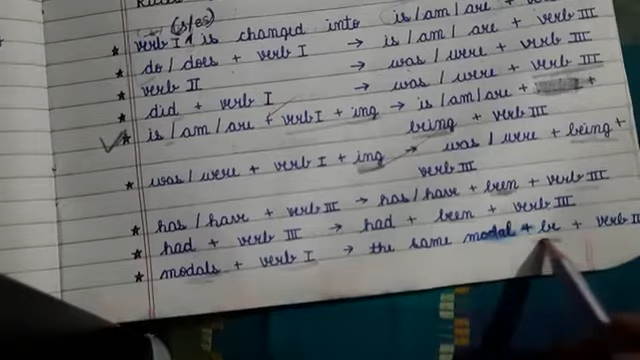 (s/es)
★ verb I is changed into is/am/are +
★ do/does + verb I → is/am/are + verb III
★ verb II → was/were + verb III
★ did + verb I → was/were + verb III
★ is/am/are + verb I + ing → is/am/are + +
being + verb III
★ was/were + verb I + ing → was/were + being +
verb III
★ has/have + verb III → has/have + been + verb III
★ had + verb III → had + been + verb III
★ modals + verb I → the same modal + be + verb III